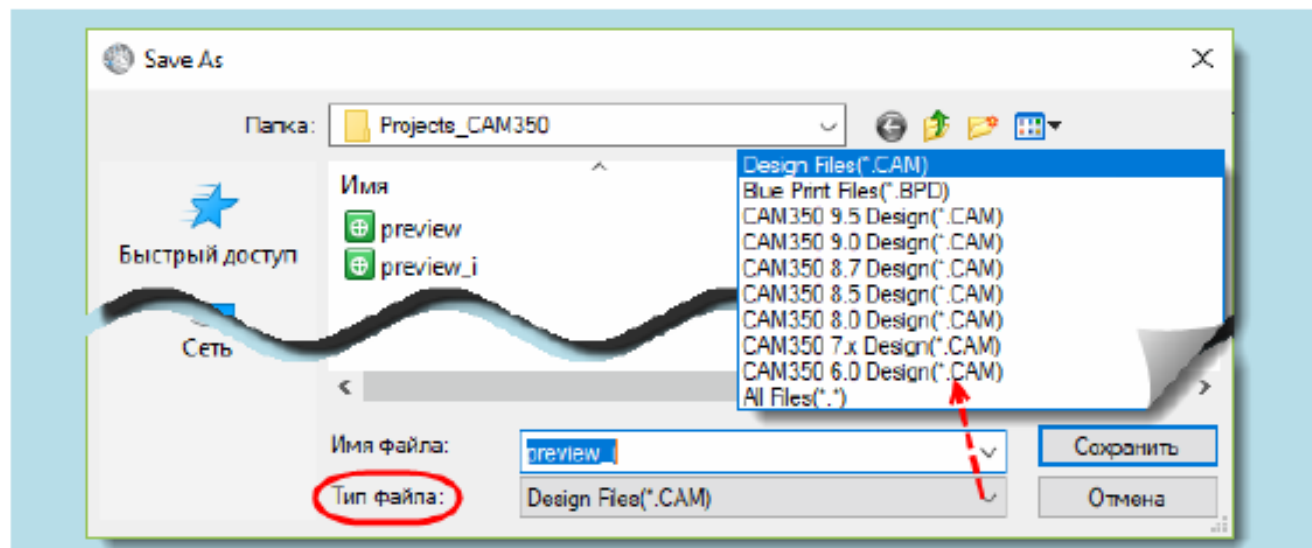 Save As
Папка:
Projects_CAM350
Имя
preview
preview_i
Быстрый доступ
Сеть
Design Files(*.CAM)
Blue Print Files(*.BPD)
CAM350 9.5 Design(*.CAM)
CAM350 9.0 Design(*.CAM)
CAM350 8.7 Design(*.CAM)
CAM350 8.5 Design(*.CAM)
CAM350 8.0 Design(*.CAM)
CAM350 7.x Design(*.CAM)
CAM350 6.0 Design(*.CAM)
All Files(*.*)
Имя файла:
preview_i
Сохранить
Тип файла:
Design Files(*.CAM)
Отмена